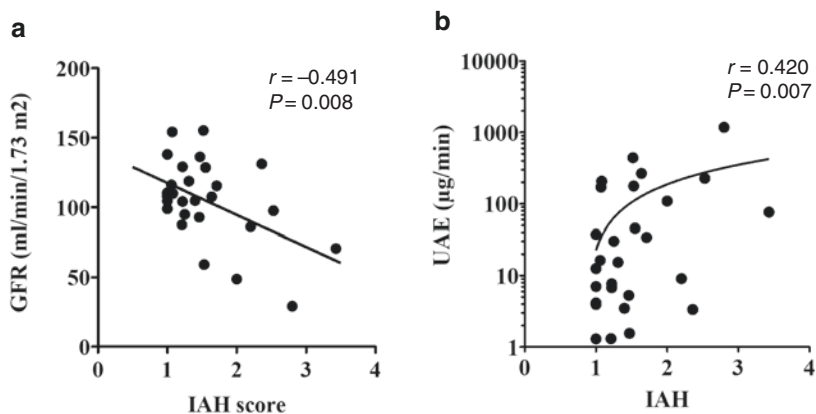 a
r = –0.491
P = 0.008
200
150
100
50
0
GFR (ml/min/1.73 m2)
0 1 2 3 4
IAH score
b
r = 0.420
P = 0.007
10000
1000
100
10
1
UAE (µg/min)
0 1 2 3 4
IAH